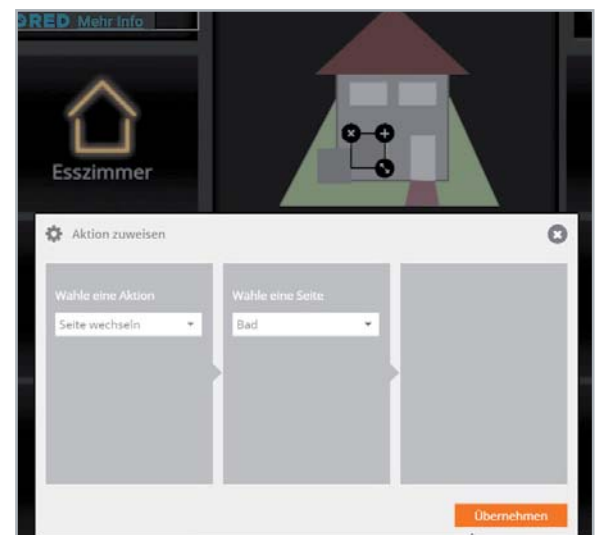 RED Mehr Info
Esszimmer
Aktion zuweisen
Wahle eine Aktion
Wahle eine Seite
Seite wechseln
Bad
Übernehmen